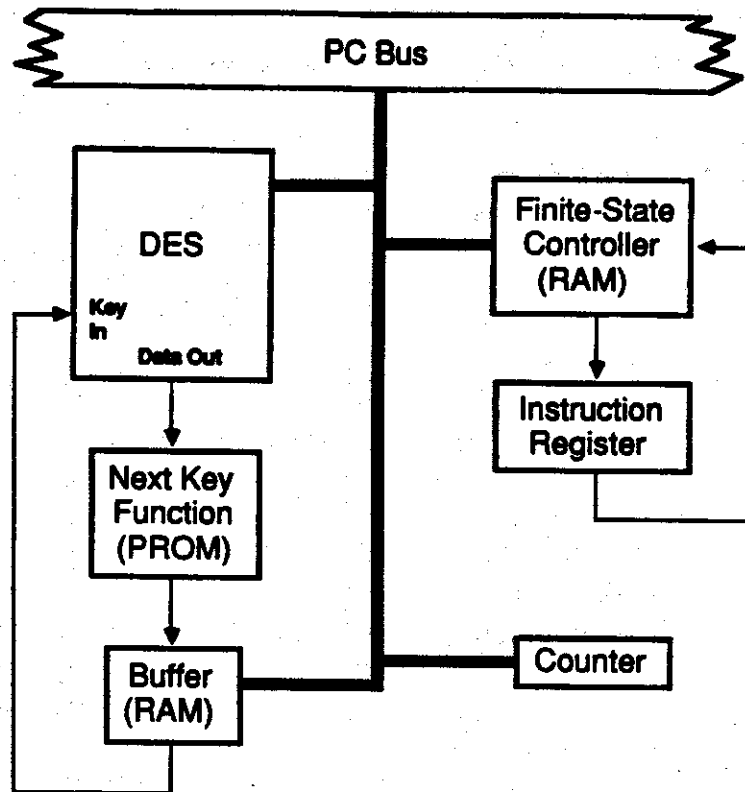 PC Bus
DES
Key
In
Data Out
Next Key
Function
(PROM)
Buffer
(RAM)
Finite-State
Controller
(RAM)
Instruction
Register
Counter